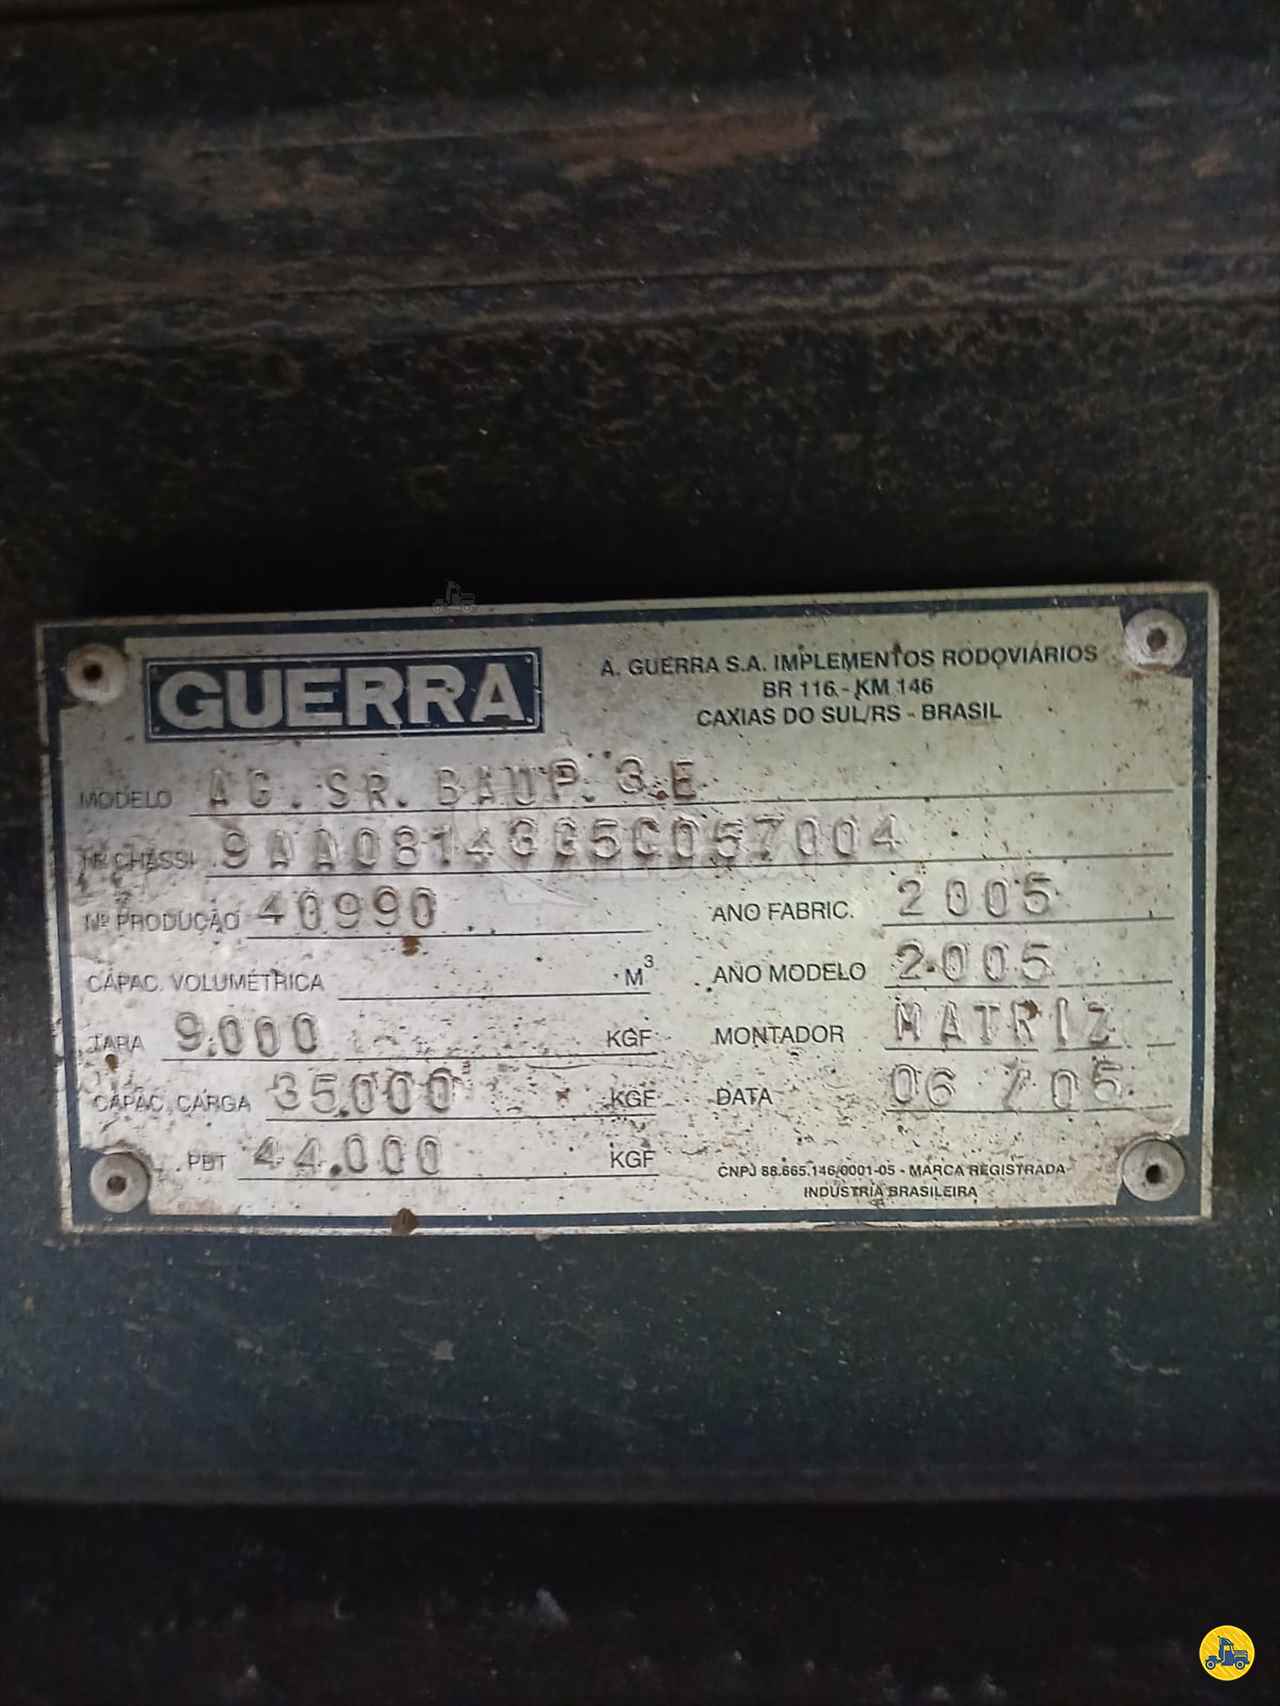 GUERRA
A. GUERRA S.A. IMPLEMENTOS RODOVIÁRIOS
BR 116 - KM 146
CAXIAS DO SUL/RS - BRASIL
MODELO AG. SR. BAUP. 3.E
Nº CHASSI 9AA08143G5C057004
Nº PRODUÇÃO 40990
ANO FABRIC. 2005
CAPAC. VOLUMÉTRICA M³
ANO MODELO 2005
TARA 9.000 KGF
MONTADOR MATRIZ
CAPAC. CARGA 35.000 KGF
DATA 06 / 05
PBT 44.000 KGF
CNPJ 88.665.146/0001-05 - MARCA REGISTRADA
INDÚSTRIA BRASILEIRA